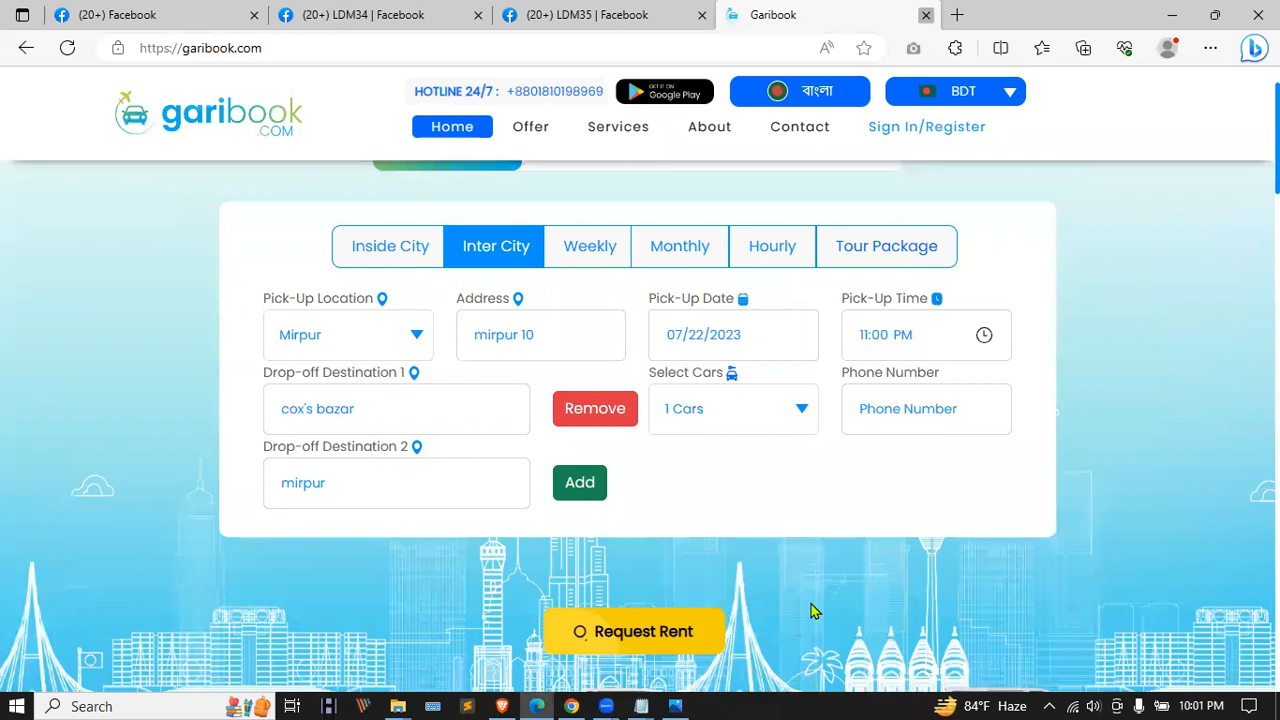 (20+) Facebook
(20+) LDM34 | Facebook
(20+) LDM35 | Facebook
Garibook
https://garibook.com
garibook
.COM
HOTLINE 24/7 : +8801810198969
GET IT ON
Google Play
বাংলা
BDT
Home
Offer
Services
About
Contact
Sign In/Register
Inside City
Inter City
Weekly
Monthly
Hourly
Tour Package
Pick-Up Location
Address
Pick-Up Date
Pick-Up Time
Mirpur
mirpur 10
07/22/2023
11:00 PM
Drop-off Destination 1
Select Cars
Phone Number
cox's bazar
Remove
1 Cars
Phone Number
Drop-off Destination 2
mirpur
Add
Request Rent
Search
84°F Haze
10:01 PM